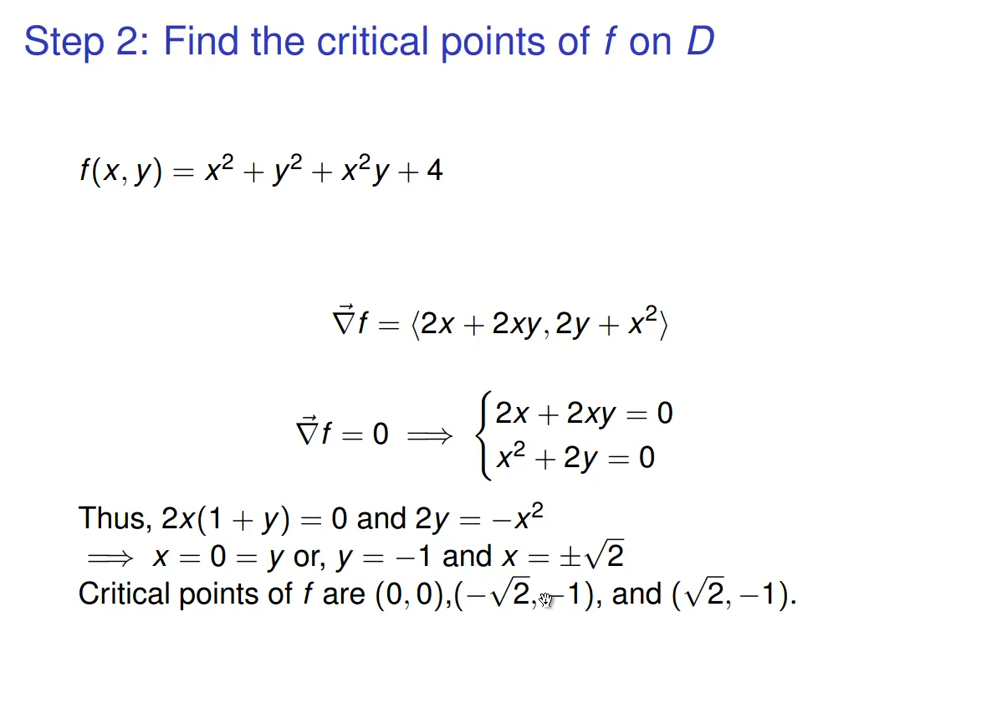 Step 2: Find the critical points of f on D
f(x, y) = x² + y² + x²y + 4
∇⃗f = ⟨2x + 2xy, 2y + x²⟩
∇⃗f = 0 ⟹ { 2x + 2xy = 0
x² + 2y = 0
Thus, 2x(1 + y) = 0 and 2y = −x²
⟹ x = 0 = y or, y = −1 and x = ±√2
Critical points of f are (0, 0),(−√2, −1), and (√2, −1).